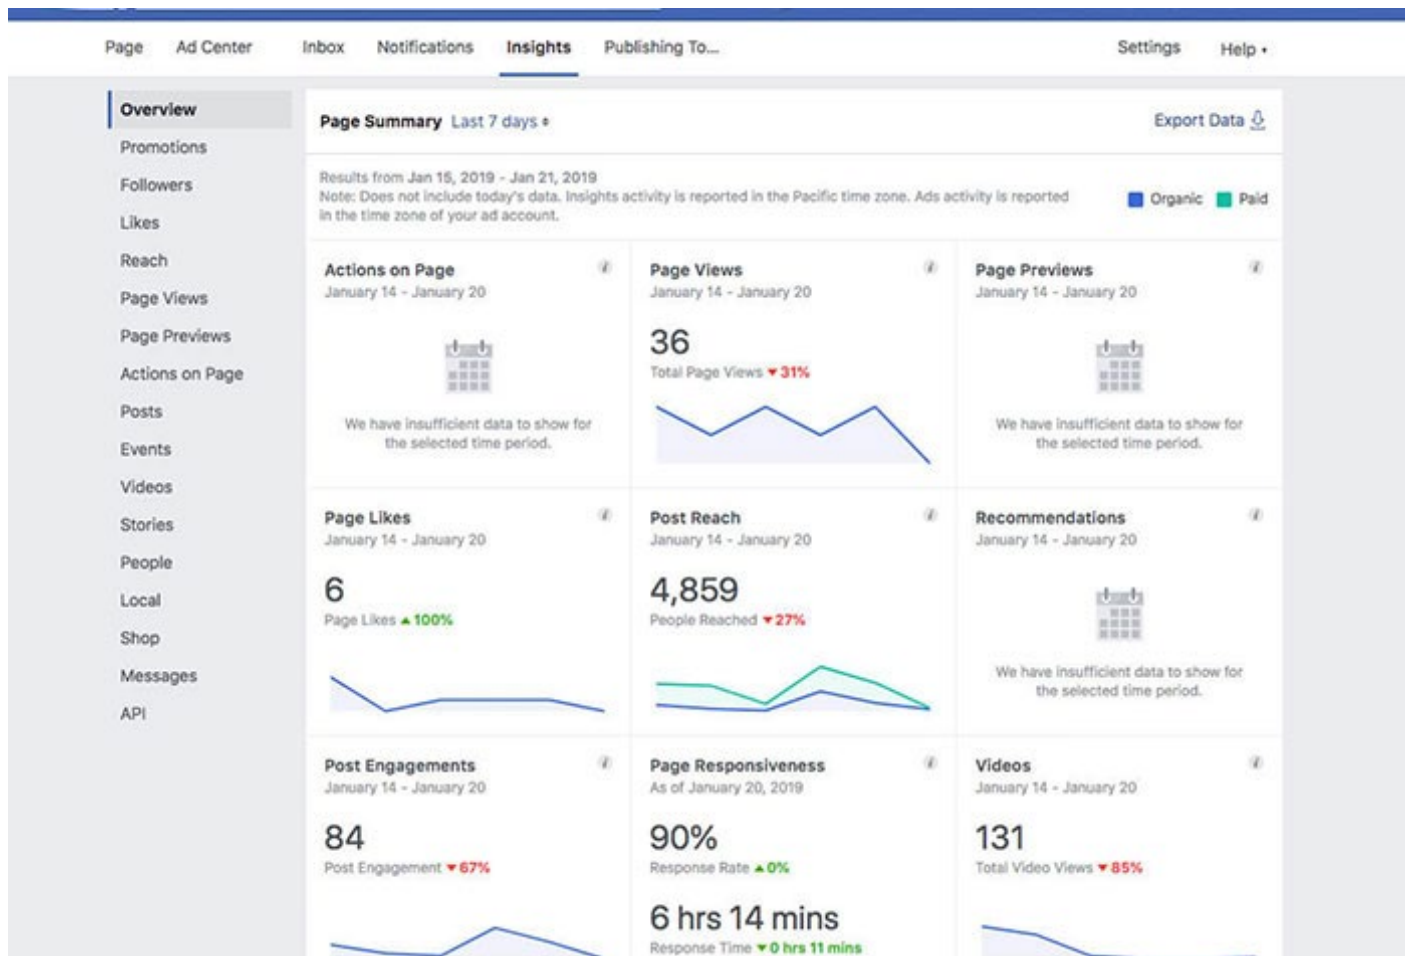 Page Ad Center Inbox Notifications Insights Publishing To... Settings Help
Overview
Promotions
Followers
Likes
Reach
Page Views
Page Previews
Actions on Page
Posts
Events
Videos
Stories
People
Local
Shop
Messages
API
Page Summary Last 7 days
Export Data
Results from Jan 15, 2019 - Jan 21, 2019
Note: Does not include today's data. Insights activity is reported in the Pacific time zone. Ads activity is reported
in the time zone of your ad account.
Organic Paid
Actions on Page
January 14 - January 20
We have insufficient data to show for
the selected time period.
Page Views
January 14 - January 20
36
Total Page Views ▼31%
Page Previews
January 14 - January 20
We have insufficient data to show for
the selected time period.
Page Likes
January 14 - January 20
6
Page Likes ▲100%
Post Reach
January 14 - January 20
4,859
People Reached ▼27%
Recommendations
January 14 - January 20
We have insufficient data to show for
the selected time period.
Post Engagements
January 14 - January 20
84
Post Engagement ▼67%
Page Responsiveness
As of January 20, 2019
90%
Response Rate ▲0%
6 hrs 14 mins
Response Time ▼0 hrs 11 mins
Videos
January 14 - January 20
131
Total Video Views ▼85%